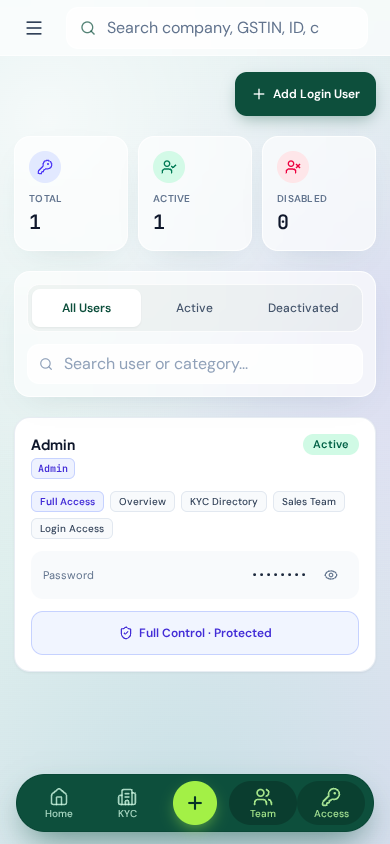 Search company, GSTIN, ID, c
+ Add Login User
TOTAL
1
ACTIVE
1
DISABLED
0
All Users Active Deactivated
Search user or category...
Admin Active
Admin
Full Access Overview KYC Directory Sales Team
Login Access
Password ••••••••
Full Control · Protected
Home KYC + Team Access